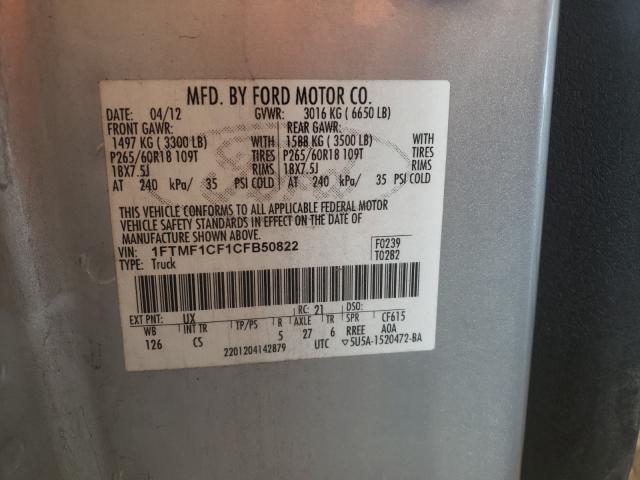 MFD. BY FORD MOTOR CO.
DATE: 04/12 GVWR: 3016 KG ( 6650 LB)
FRONT GAWR: REAR GAWR:
1497 KG ( 3300 LB) WITH 1588 KG ( 3500 LB) WITH
P265/60R18 109T TIRES P265/60R18 109T TIRES
18X7.5J RIMS 18X7.5J RIMS
AT 240 kPa/ 35 PSI COLD AT 240 kPa/ 35 PSI COLD
THIS VEHICLE CONFORMS TO ALL APPLICABLE FEDERAL MOTOR
VEHICLE SAFETY STANDARDS IN EFFECT ON THE DATE OF
MANUFACTURE SHOWN ABOVE.
VIN: 1FTMF1CF1CFB50822 F0239
TYPE: Truck T0282
EXT PNT: UX RC: 21 DSO:
WB INT TR TP/PS R AXLE TR SPR CF615
126 CS 5 27 6 RREE AOA
2201204142879 UTC ▽5U5A-1520472-BA